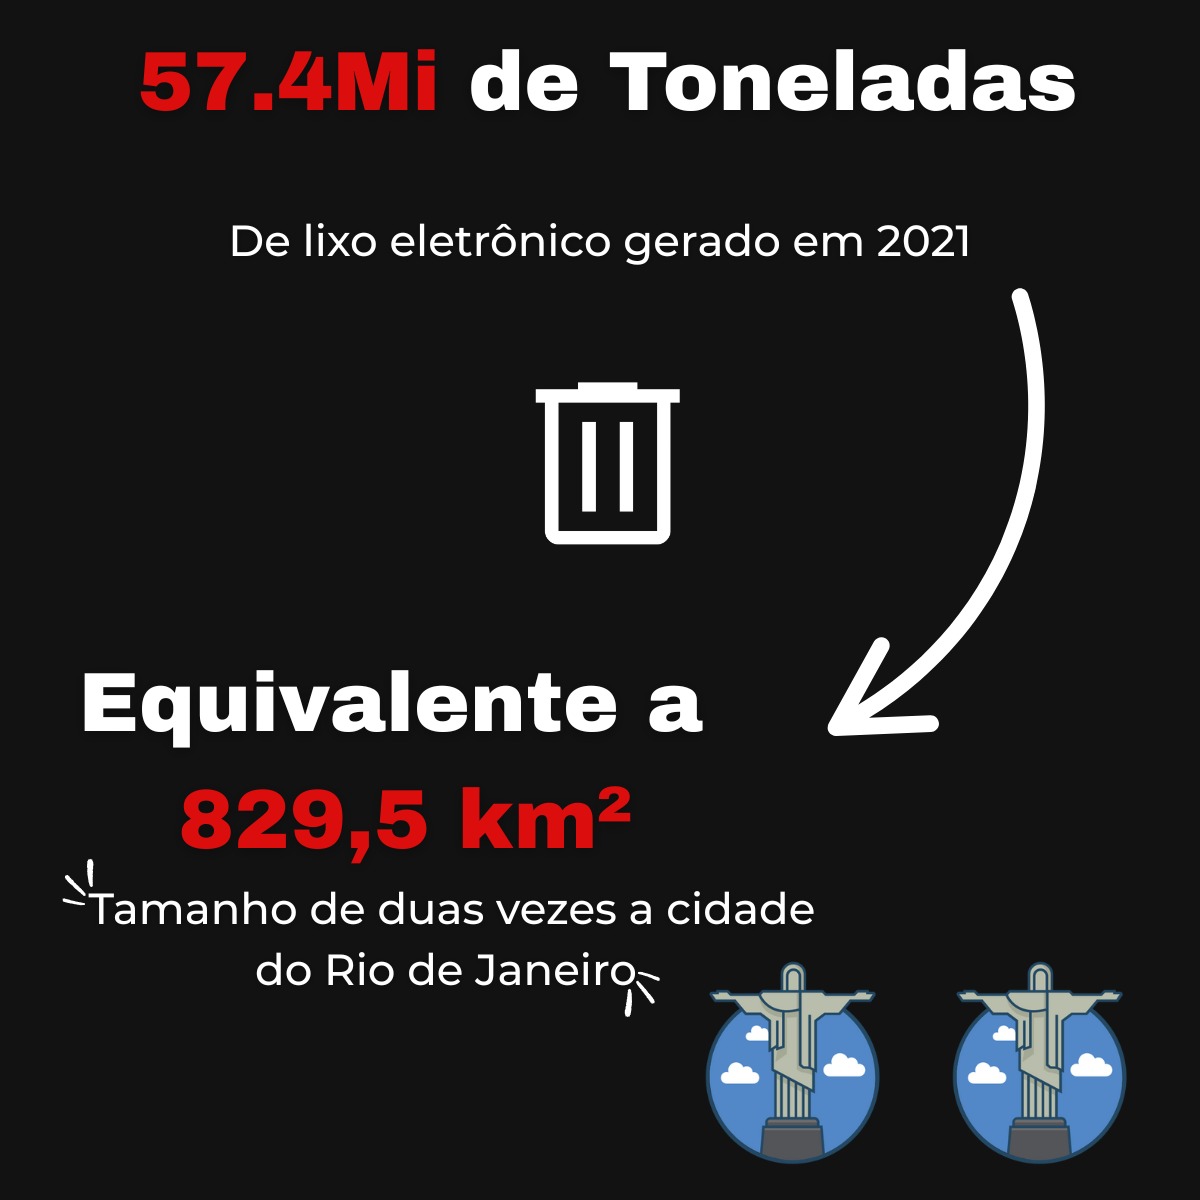 57.4Mi de Toneladas
De lixo eletrônico gerado em 2021
Equivalente a
829,5 km²
Tamanho de duas vezes a cidade
do Rio de Janeiro